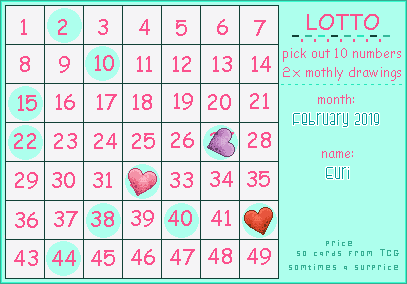 1 2 3 4 5 6 7
8 9 10 11 12 13 14
15 16 17 18 19 20 21
22 23 24 25 26 28
29 30 31 33 34 35
36 37 38 39 40 41
43 44 45 46 47 48 49
LOTTO
pick out 10 numbers
2x mothly drawings
month:
February 2019
name:
Euri
price
50 cards from TCG
somtimes a surprice